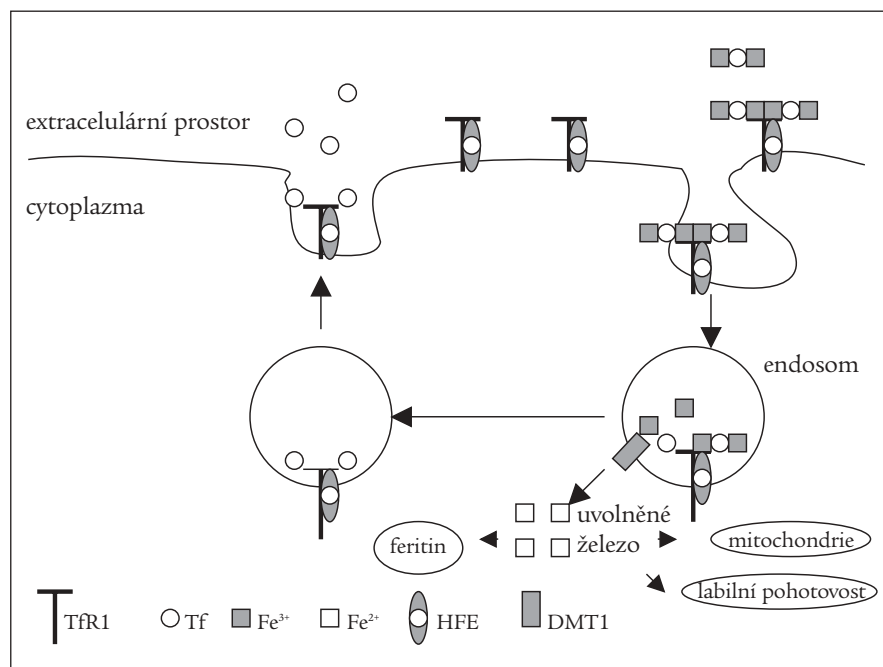 extracelulární prostor
cytoplazma
endosom
uvolněné
železo
feritin
mitochondrie
labilní pohotovost
TfR1
Tf
Fe³⁺
Fe²⁺
HFE
DMT1